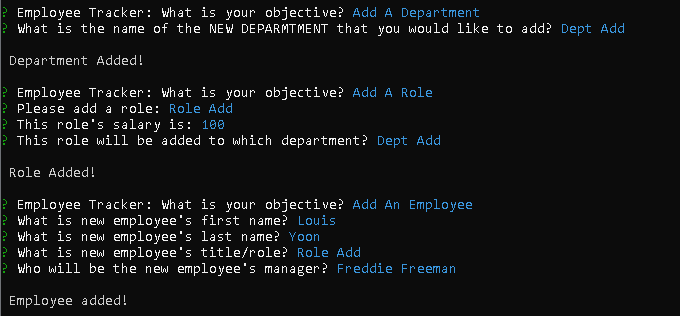 ? Employee Tracker: What is your objective? Add A Department
? What is the name of the NEW DEPARMTMENT that you would like to add? Dept Add
Department Added!
? Employee Tracker: What is your objective? Add A Role
? Please add a role: Role Add
? This role's salary is: 100
? This role will be added to which department? Dept Add
Role Added!
? Employee Tracker: What is your objective? Add An Employee
? What is new employee's first name? Louis
? What is new employee's last name? Yoon
? What is new employee's title/role? Role Add
? Who will be the new employee's manager? Freddie Freeman
Employee added!